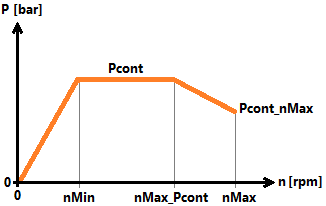 P [bar]
Pcont
Pcont_nMax
0
n [rpm]
0
nMin
nMax_Pcont
nMax